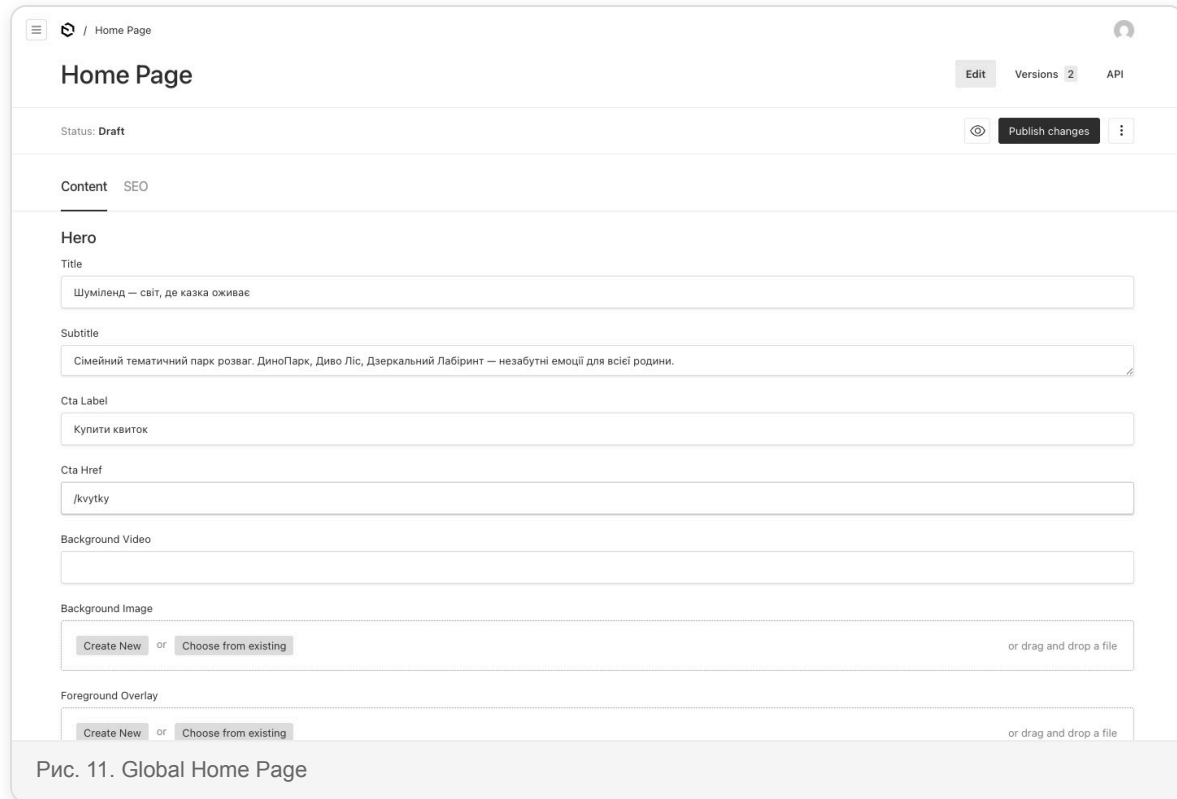 / Home Page
Home Page
Edit Versions 2 API
Status: Draft
Publish changes
Content SEO
Hero
Title
Шуміленд — світ, де казка оживає
Subtitle
Сімейний тематичний парк розваг. ДиноПарк, Диво Ліс, Дзеркальний Лабіринт — незабутні емоції для всієї родини.
Cta Label
Купити квиток
Cta Href
/kvytky
Background Video
Background Image
Create New or Choose from existing or drag and drop a file
Foreground Overlay
Create New or Choose from existing or drag and drop a file
Рис. 11. Global Home Page